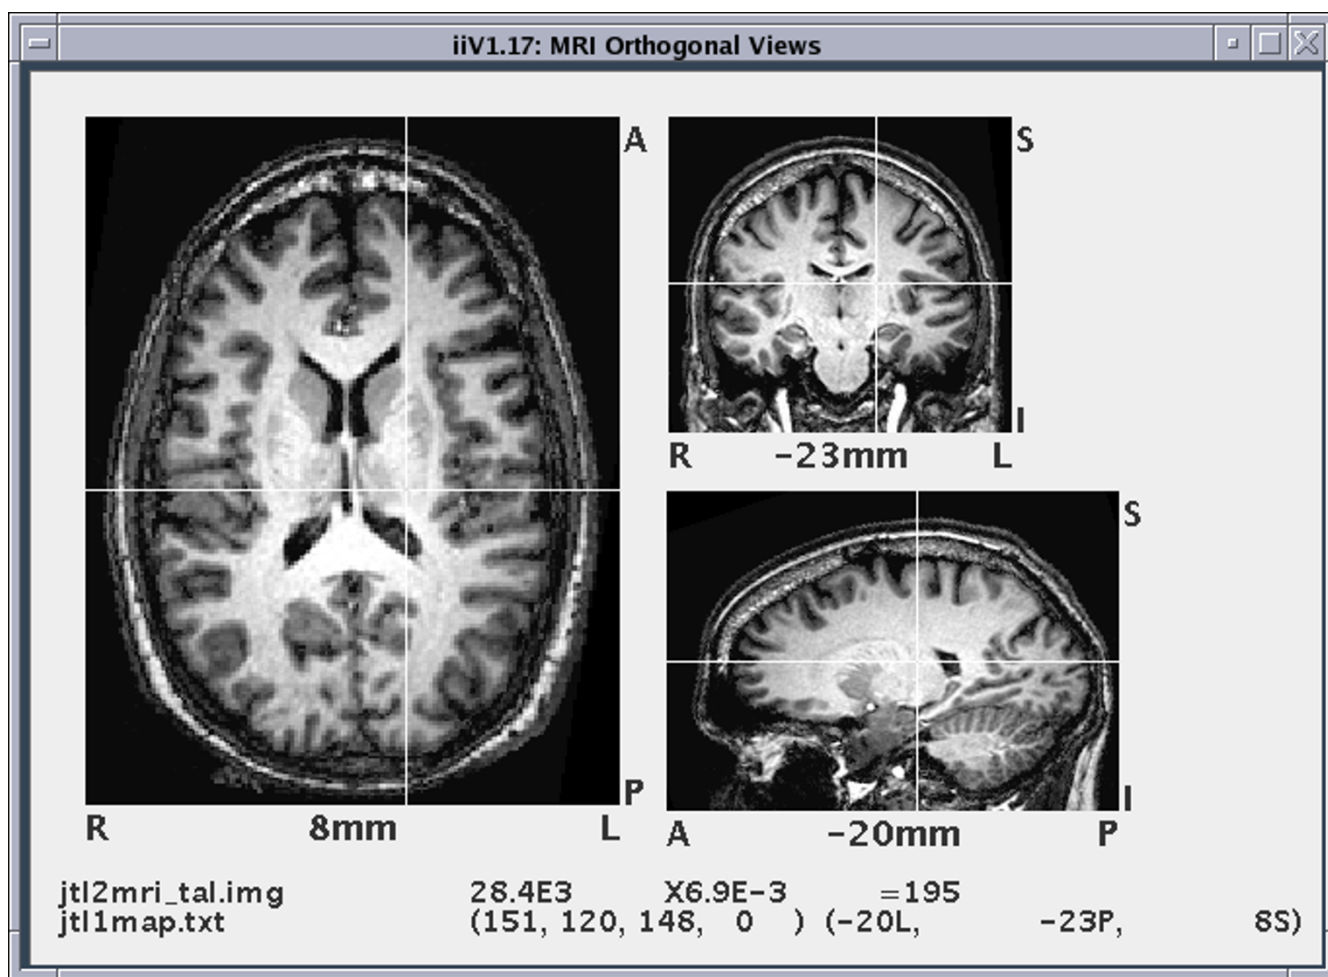 iiV1.17: MRI Orthogonal Views
A
S
I
R -23mm L
S
P
I
R 8mm L
A -20mm P
jtl2mri_tal.img 28.4E3 X6.9E-3 =195
jtl1map.txt (151, 120, 148, 0 ) (-20L, -23P, 8S)